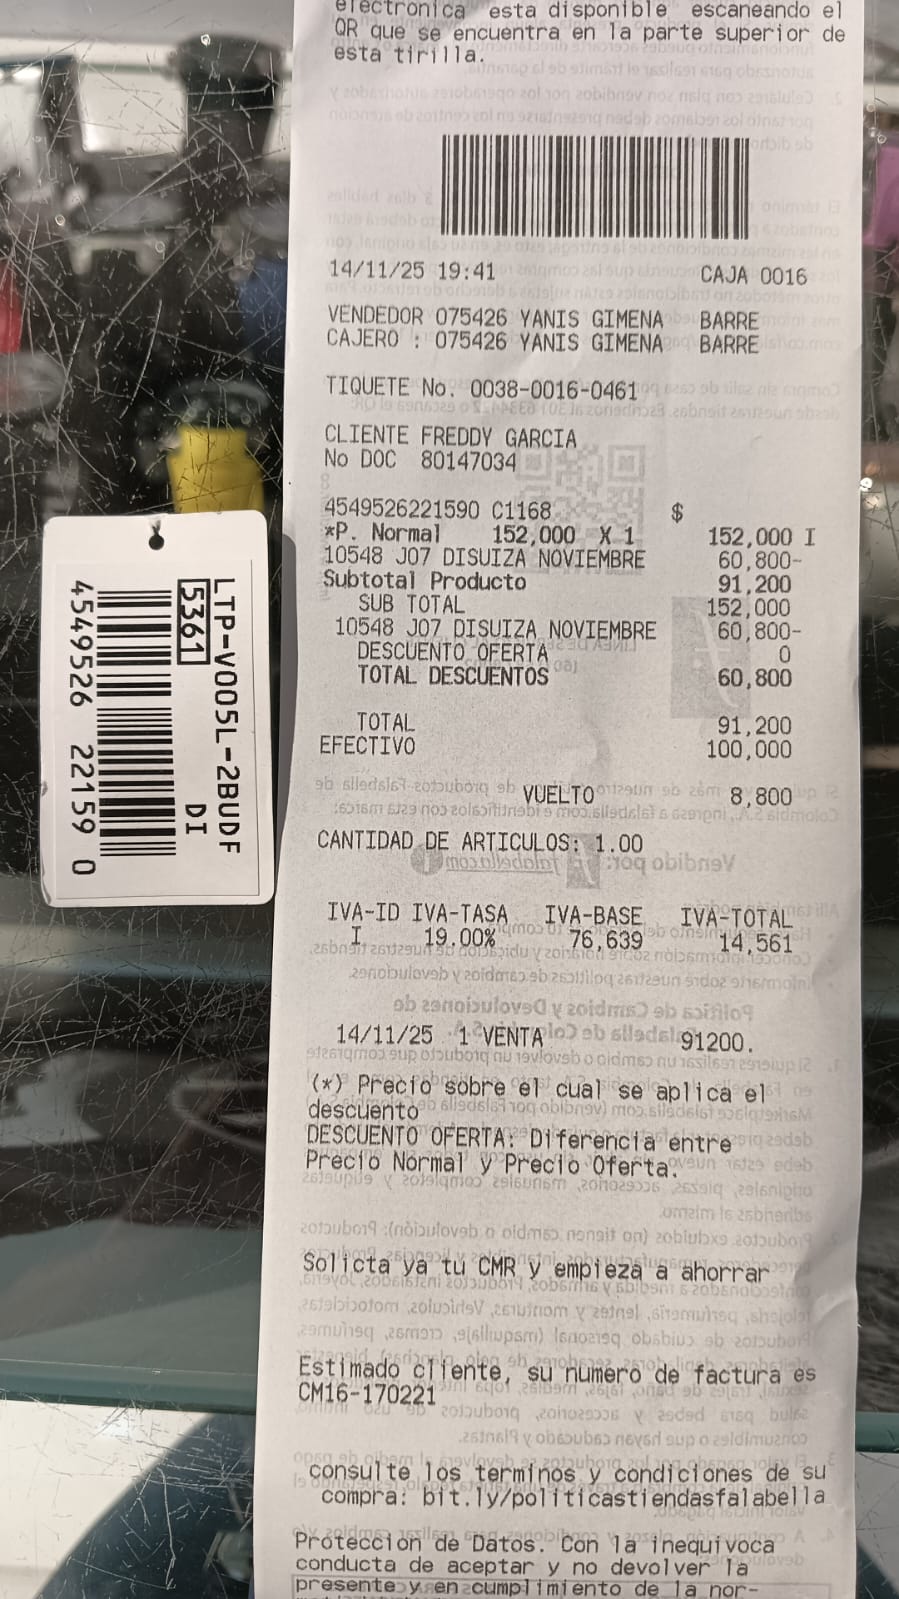 electronica esta disponible escaneando el
QR que se encuentra en la parte superior de
esta tirilla.
14/11/25 19:41 CAJA 0016
VENDEDOR 075426 YANIS GIMENA BARRE
CAJERO : 075426 YANIS GIMENA BARRE
TIQUETE No. 0038-0016-0461
CLIENTE FREDDY GARCIA
No DOC 80147034
4549526221590 C1168 $
*P. Normal 152,000 X 1 152,000 I
10548 J07 DISUIZA NOVIEMBRE 60,800-
Subtotal Producto 91,200
SUB TOTAL 152,000
10548 J07 DISUIZA NOVIEMBRE 60,800-
DESCUENTO OFERTA 0
TOTAL DESCUENTOS 60,800
TOTAL 91,200
EFECTIVO 100,000
VUELTO 8,800
CANTIDAD DE ARTICULOS: 1.00
IVA-ID IVA-TASA IVA-BASE IVA-TOTAL
I 19.00% 76,639 14,561
14/11/25 1 VENTA 91200.
(*) Precio sobre el cual se aplica el
descuento
DESCUENTO OFERTA: Diferencia entre
Precio Normal y Precio Oferta.
Solicta ya tu CMR y empieza a ahorrar
Estimado cliente, su numero de factura es
CM16-170221
consulte los terminos y condiciones de su
compra: bit.ly/politicastiendasfalabella
Proteccion de Datos. Con la inequivoca
conducta de aceptar y no devolver la
presente y en cumplimiento de la nor-
LTP-V005L-2BUDF
5361 DI
4549526 22159 0